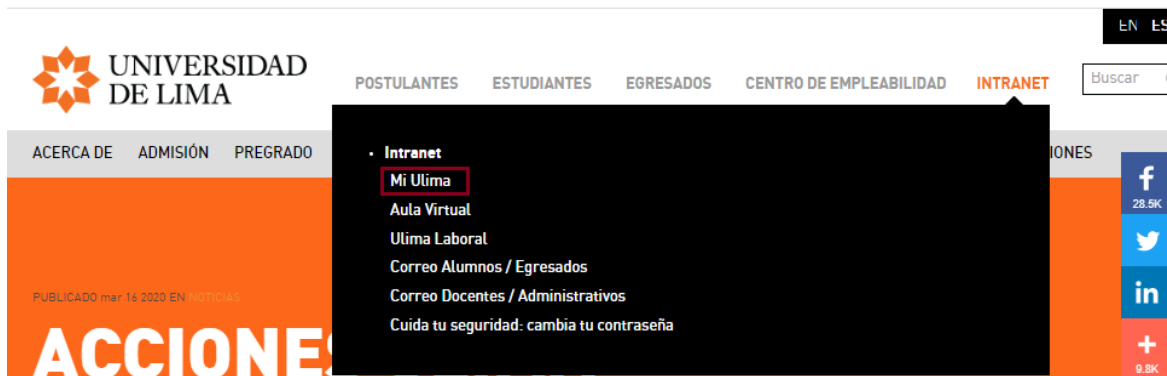 EN ES
UNIVERSIDAD
DE LIMA
POSTULANTES ESTUDIANTES EGRESADOS CENTRO DE EMPLEABILIDAD INTRANET Buscar
ACERCA DE ADMISIÓN PREGRADO IONES
• Intranet
Mi Ulima
Aula Virtual
Ulima Laboral
Correo Alumnos / Egresados
Correo Docentes / Administrativos
Cuida tu seguridad: cambia tu contraseña
28.5K
PUBLICADO mar 16 2020 EN NOTICIAS
ACCIONES
9.8K